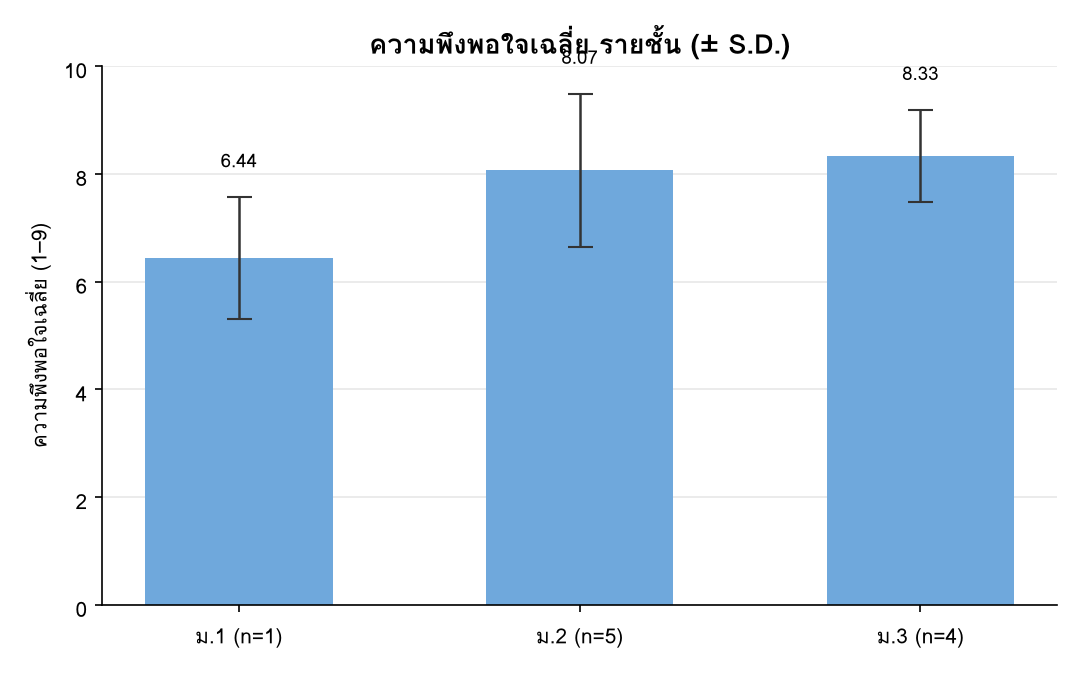 ความพึงพอใจเฉลี่ย รายชั้น (± S.D.)
8.07
8.33
6.44
10
8
6
4
2
0
ความพึงพอใจเฉลี่ย (1–9)
ม.1 (n=1)
ม.2 (n=5)
ม.3 (n=4)